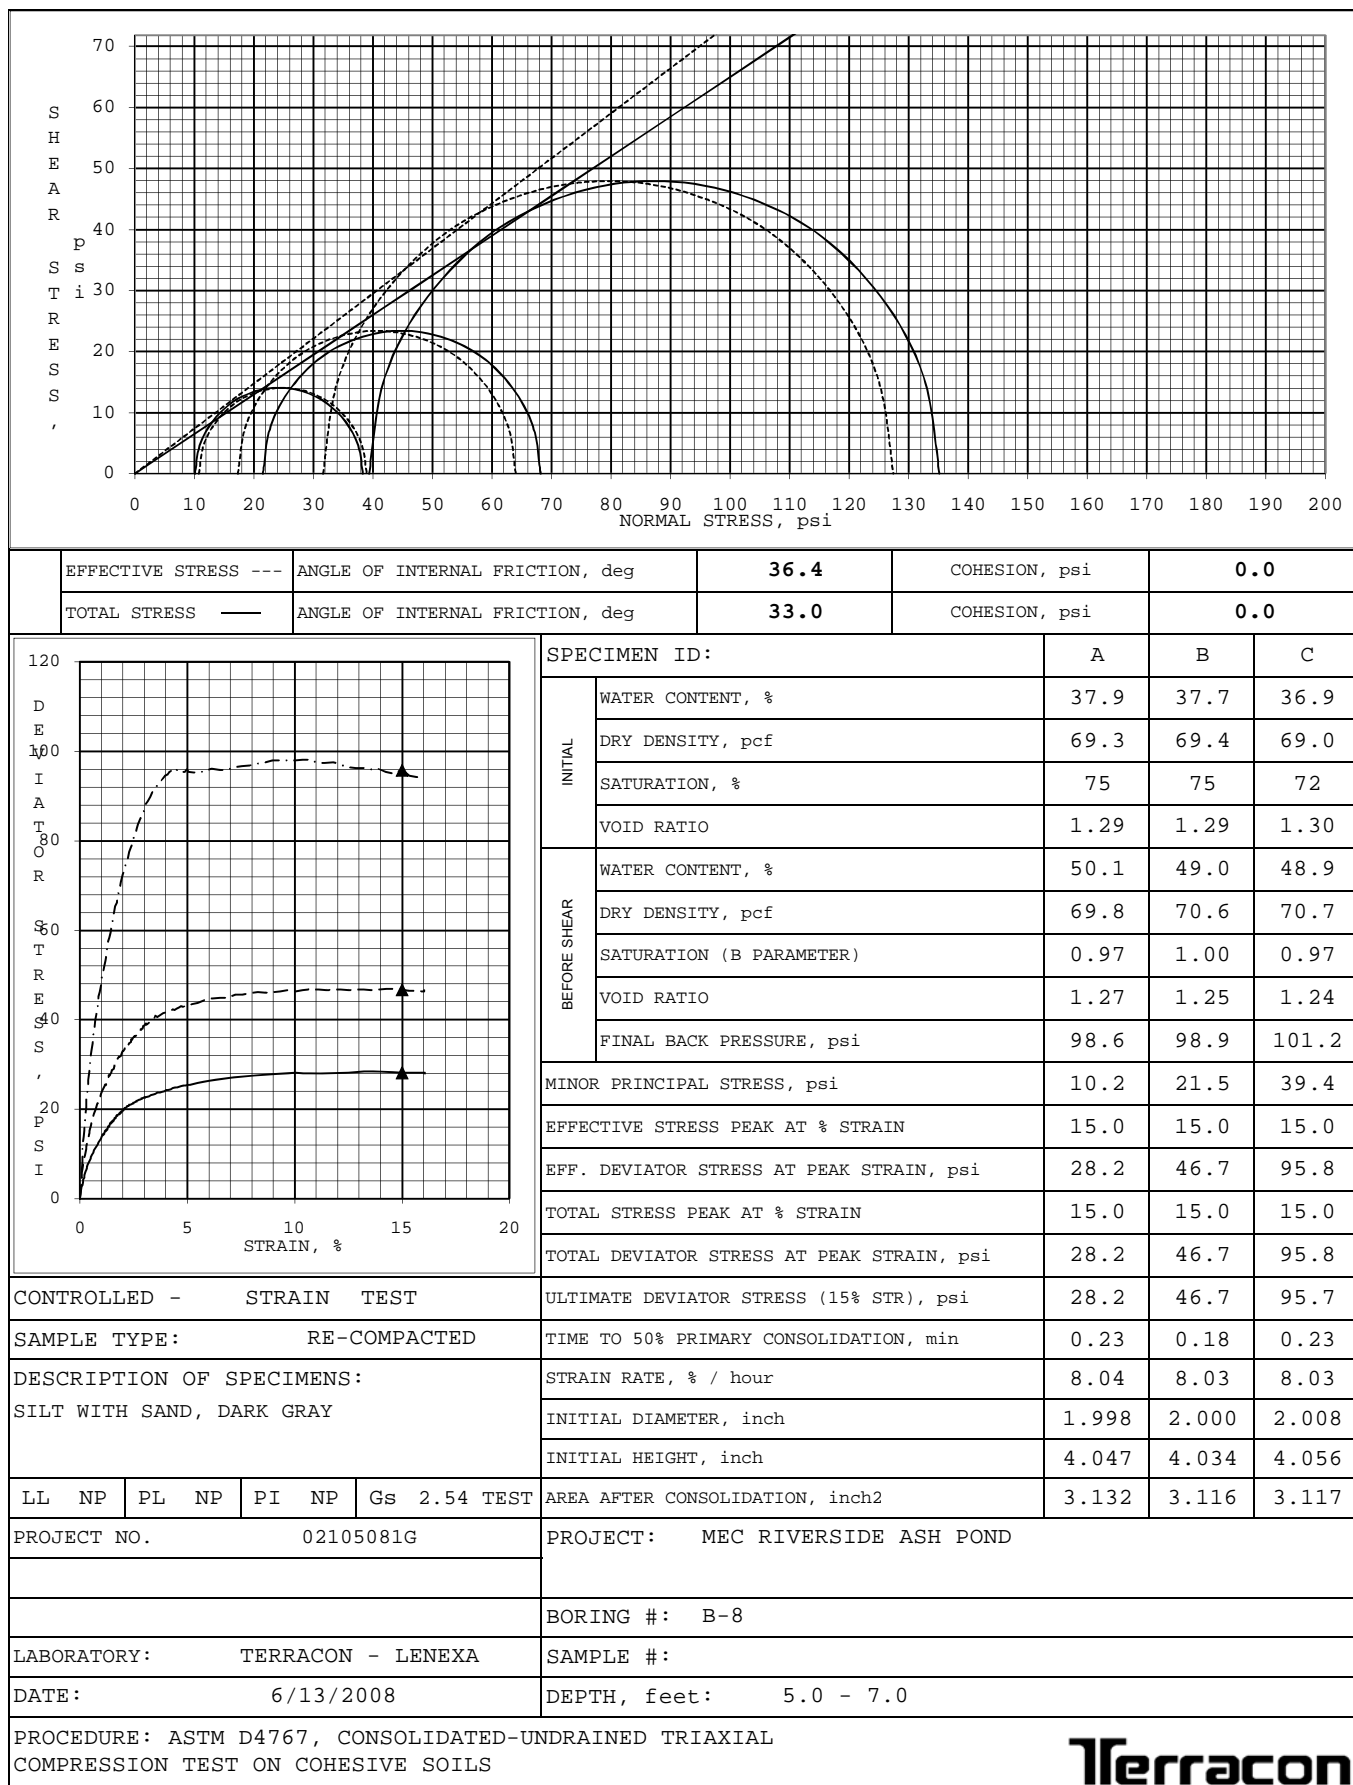 SHEAR STRESS, psi
70
60
50
40
30
20
10
0
0 10 20 30 40 50 60 70 80 90 100 110 120 130 140 150 160 170 180 190 200
NORMAL STRESS, psi
EFFECTIVE STRESS --- ANGLE OF INTERNAL FRICTION, deg 36.4 COHESION, psi 0.0
TOTAL STRESS —— ANGLE OF INTERNAL FRICTION, deg 33.0 COHESION, psi 0.0
DEVIATOR STRESS, PSI
120
100
80
60
40
20
0
0 5 10 15 20
STRAIN, %
SPECIMEN ID: A B C
INITIAL
WATER CONTENT, % 37.9 37.7 36.9
DRY DENSITY, pcf 69.3 69.4 69.0
SATURATION, % 75 75 72
VOID RATIO 1.29 1.29 1.30
BEFORE SHEAR
WATER CONTENT, % 50.1 49.0 48.9
DRY DENSITY, pcf 69.8 70.6 70.7
SATURATION (B PARAMETER) 0.97 1.00 0.97
VOID RATIO 1.27 1.25 1.24
FINAL BACK PRESSURE, psi 98.6 98.9 101.2
MINOR PRINCIPAL STRESS, psi 10.2 21.5 39.4
EFFECTIVE STRESS PEAK AT % STRAIN 15.0 15.0 15.0
EFF. DEVIATOR STRESS AT PEAK STRAIN, psi 28.2 46.7 95.8
TOTAL STRESS PEAK AT % STRAIN 15.0 15.0 15.0
TOTAL DEVIATOR STRESS AT PEAK STRAIN, psi 28.2 46.7 95.8
CONTROLLED - STRAIN TEST
ULTIMATE DEVIATOR STRESS (15% STR), psi 28.2 46.7 95.7
SAMPLE TYPE: RE-COMPACTED
TIME TO 50% PRIMARY CONSOLIDATION, min 0.23 0.18 0.23
DESCRIPTION OF SPECIMENS:
SILT WITH SAND, DARK GRAY
STRAIN RATE, % / hour 8.04 8.03 8.03
INITIAL DIAMETER, inch 1.998 2.000 2.008
INITIAL HEIGHT, inch 4.047 4.034 4.056
LL NP PL NP PI NP Gs 2.54 TEST
AREA AFTER CONSOLIDATION, inch2 3.132 3.116 3.117
PROJECT NO. 02105081G
PROJECT: MEC RIVERSIDE ASH POND
BORING #: B-8
LABORATORY: TERRACON - LENEXA
SAMPLE #:
DATE: 6/13/2008
DEPTH, feet: 5.0 - 7.0
PROCEDURE: ASTM D4767, CONSOLIDATED-UNDRAINED TRIAXIAL
COMPRESSION TEST ON COHESIVE SOILS
Terracon